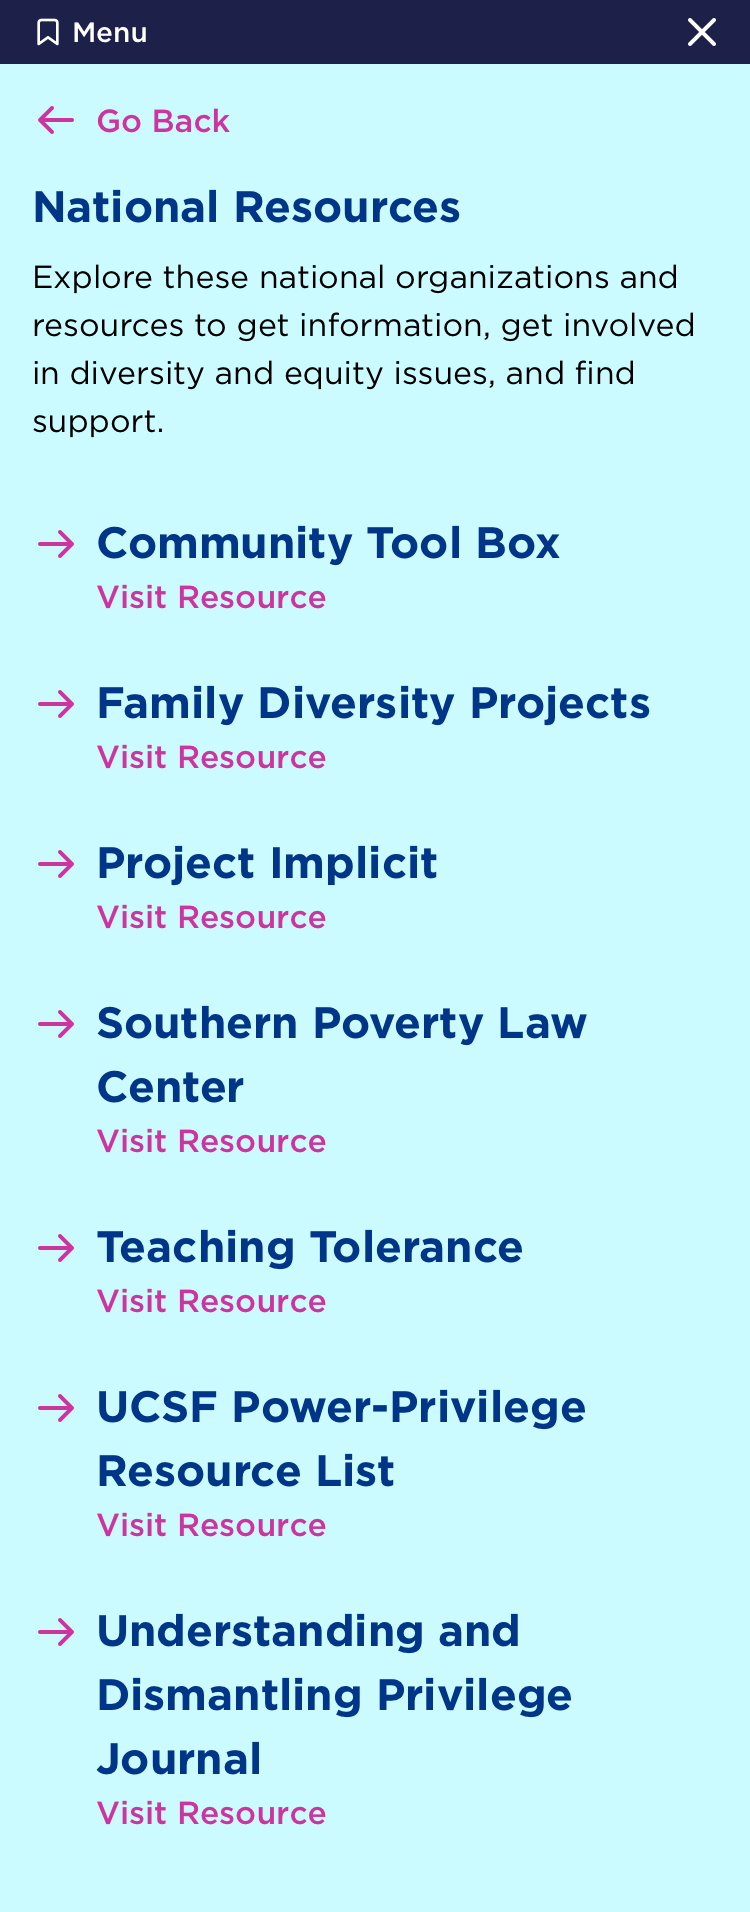 Menu
Go Back
National Resources
Explore these national organizations and
resources to get information, get involved
in diversity and equity issues, and find
support.
Community Tool Box
Visit Resource
Family Diversity Projects
Visit Resource
Project Implicit
Visit Resource
Southern Poverty Law
Center
Visit Resource
Teaching Tolerance
Visit Resource
UCSF Power-Privilege
Resource List
Visit Resource
Understanding and
Dismantling Privilege
Journal
Visit Resource